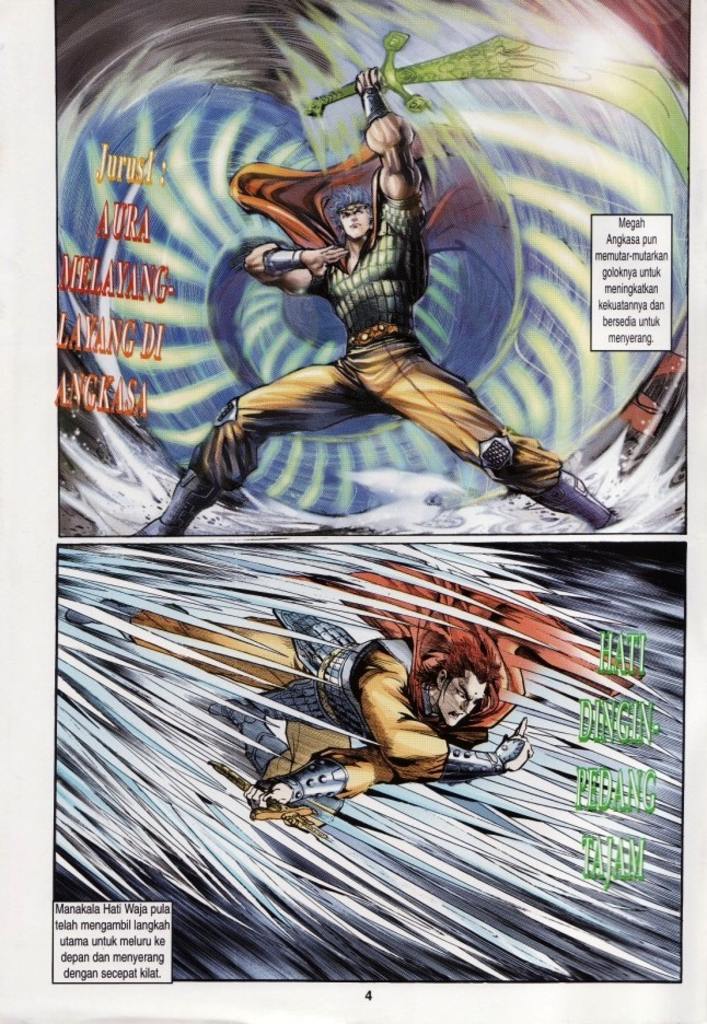 Jurus1 :
AURA
MELAYANG-
LAYANG DI
ANGKASA
Megah
Angkasa pun
memutar-mutarkan
goloknya untuk
meningkatkan
kekuatannya dan
bersedia untuk
menyerang.
HATI
DINGIN-
PEDANG
TAJAM
Manakala Hati Waja pula
telah mengambil langkah
utama untuk meluru ke
depan dan menyerang
dengan secepat kilat.
4